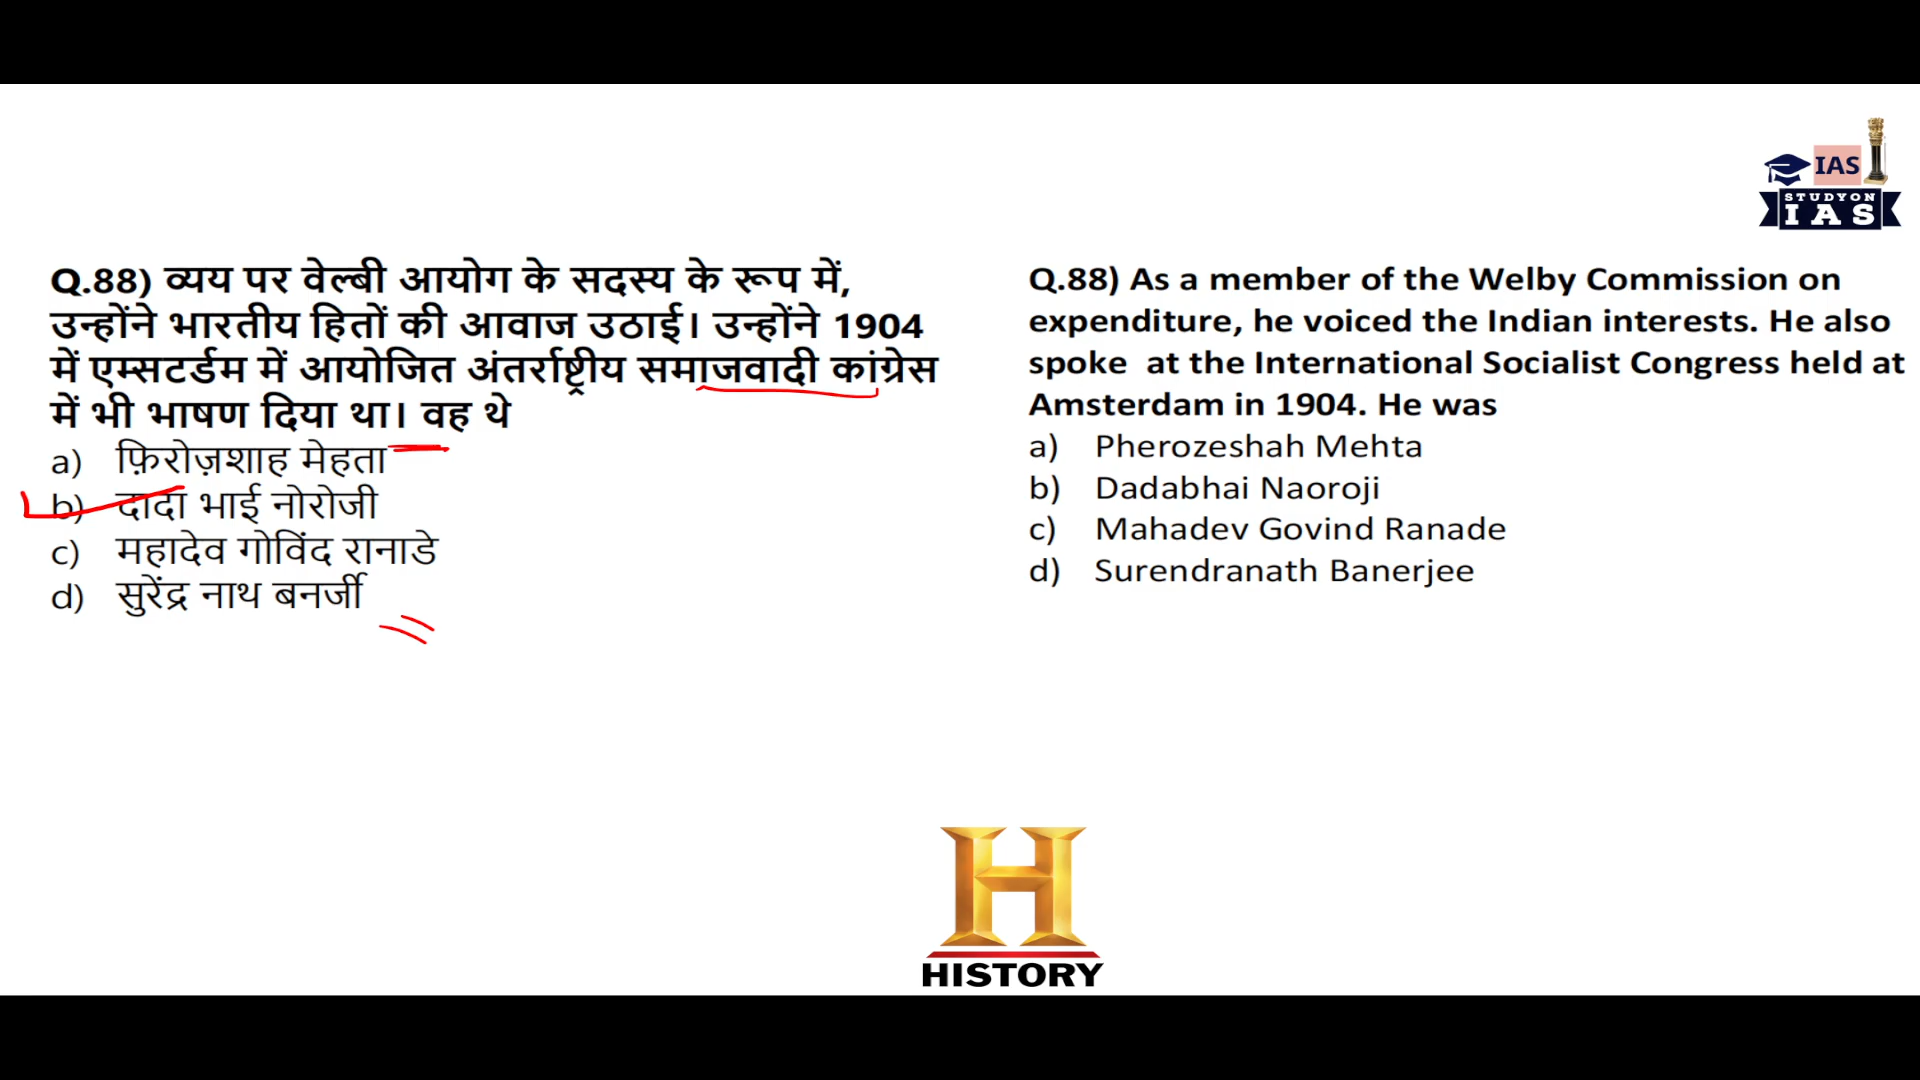 IAS
STUDYON
IAS
Q.88) व्यय पर वेल्बी आयोग के सदस्य के रूप में,
उन्होंने भारतीय हितों की आवाज उठाई। उन्होंने 1904
में एम्सटर्डम में आयोजित अंतर्राष्ट्रीय समाजवादी कांग्रेस
में भी भाषण दिया था। वह थे
a) फ़िरोज़शाह मेहता
b) दादा भाई नोरोजी
c) महादेव गोविंद रानाडे
d) सुरेंद्र नाथ बनर्जी
Q.88) As a member of the Welby Commission on
expenditure, he voiced the Indian interests. He also
spoke at the International Socialist Congress held at
Amsterdam in 1904. He was
a) Pherozeshah Mehta
b) Dadabhai Naoroji
c) Mahadev Govind Ranade
d) Surendranath Banerjee
H
HISTORY